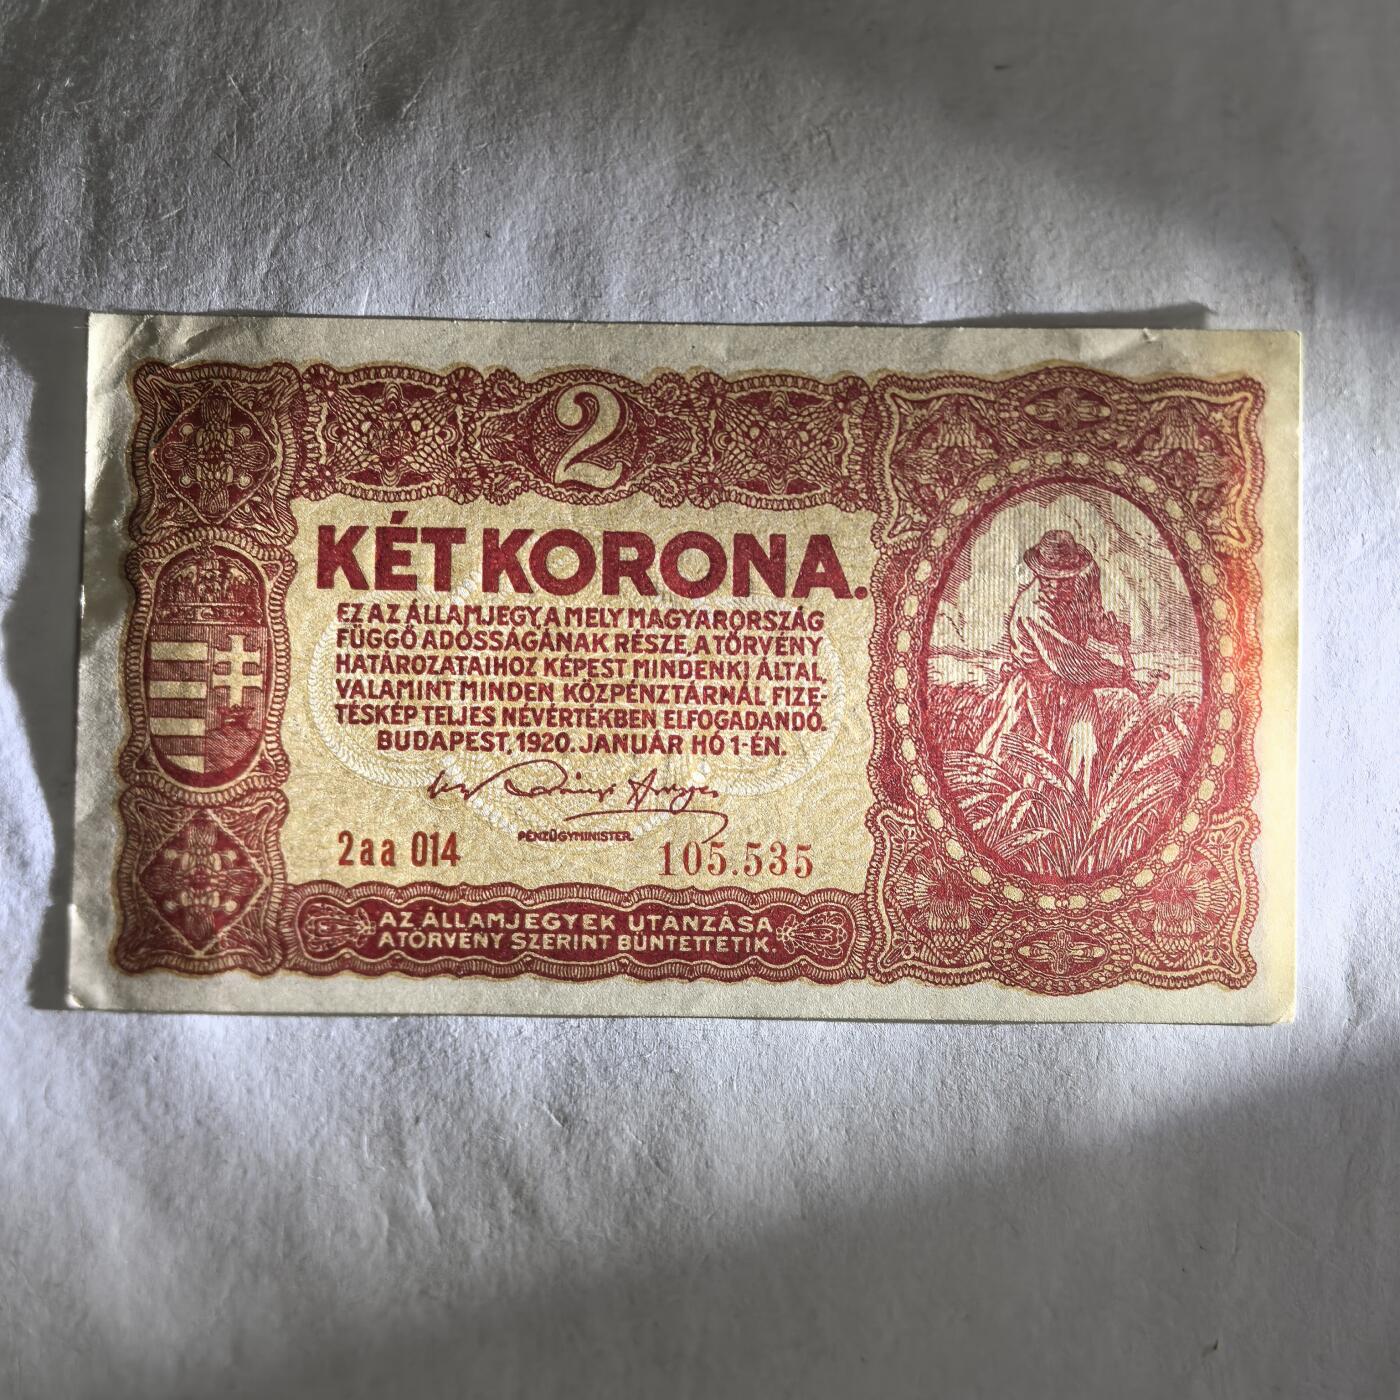 2
KÉT KORONA.
EZ AZ ÁLLAMJEGY, A MELY MAGYARORSZÁG
FÜGGŐ ADÓSSÁGÁNAK RÉSZE, A TÖRVÉNY
HATÁROZATAIHOZ KÉPEST MINDENKI ÁLTAL,
VALAMINT MINDEN KÖZPÉNZTÁRNÁL FIZE-
TÉSKÉP TELJES NÉVÉRTÉKBEN ELFOGADANDÓ.
BUDAPEST, 1920. JANUÁR HÓ 1-ÉN.
PÉNZÜGYMINISTER.
2aa 014 105.535
AZ ÁLLAMJEGYEK UTÁNZÁSA
A TÖRVÉNY SZERINT BÜNTETTETIK.